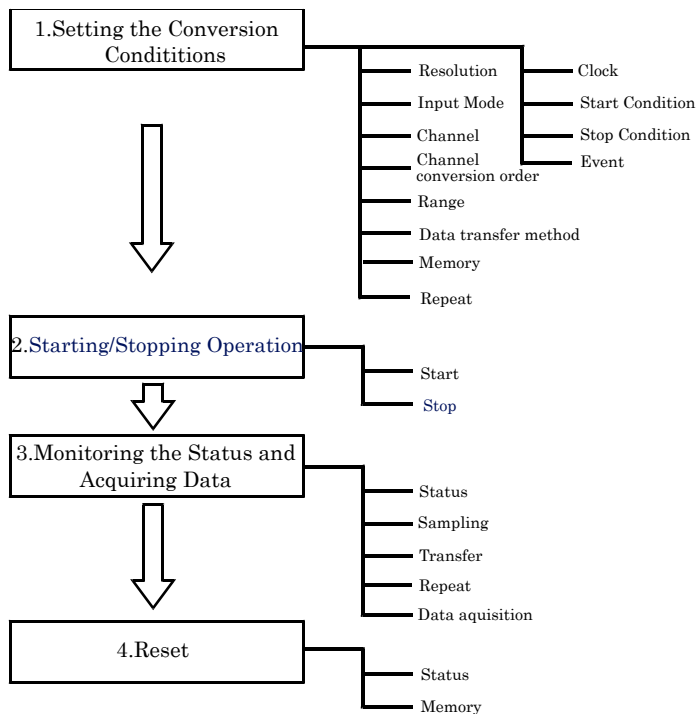 1.Setting the Conversion
Condititions
Resolution
Input Mode
Channel
Channel
conversion order
Range
Data transfer method
Memory
Repeat
Clock
Start Condition
Stop Condition
Event
2.Starting/Stopping Operation
Start
Stop
3.Monitoring the Status and
Acquiring Data
Status
Sampling
Transfer
Repeat
Data aquisition
4.Reset
Status
Memory